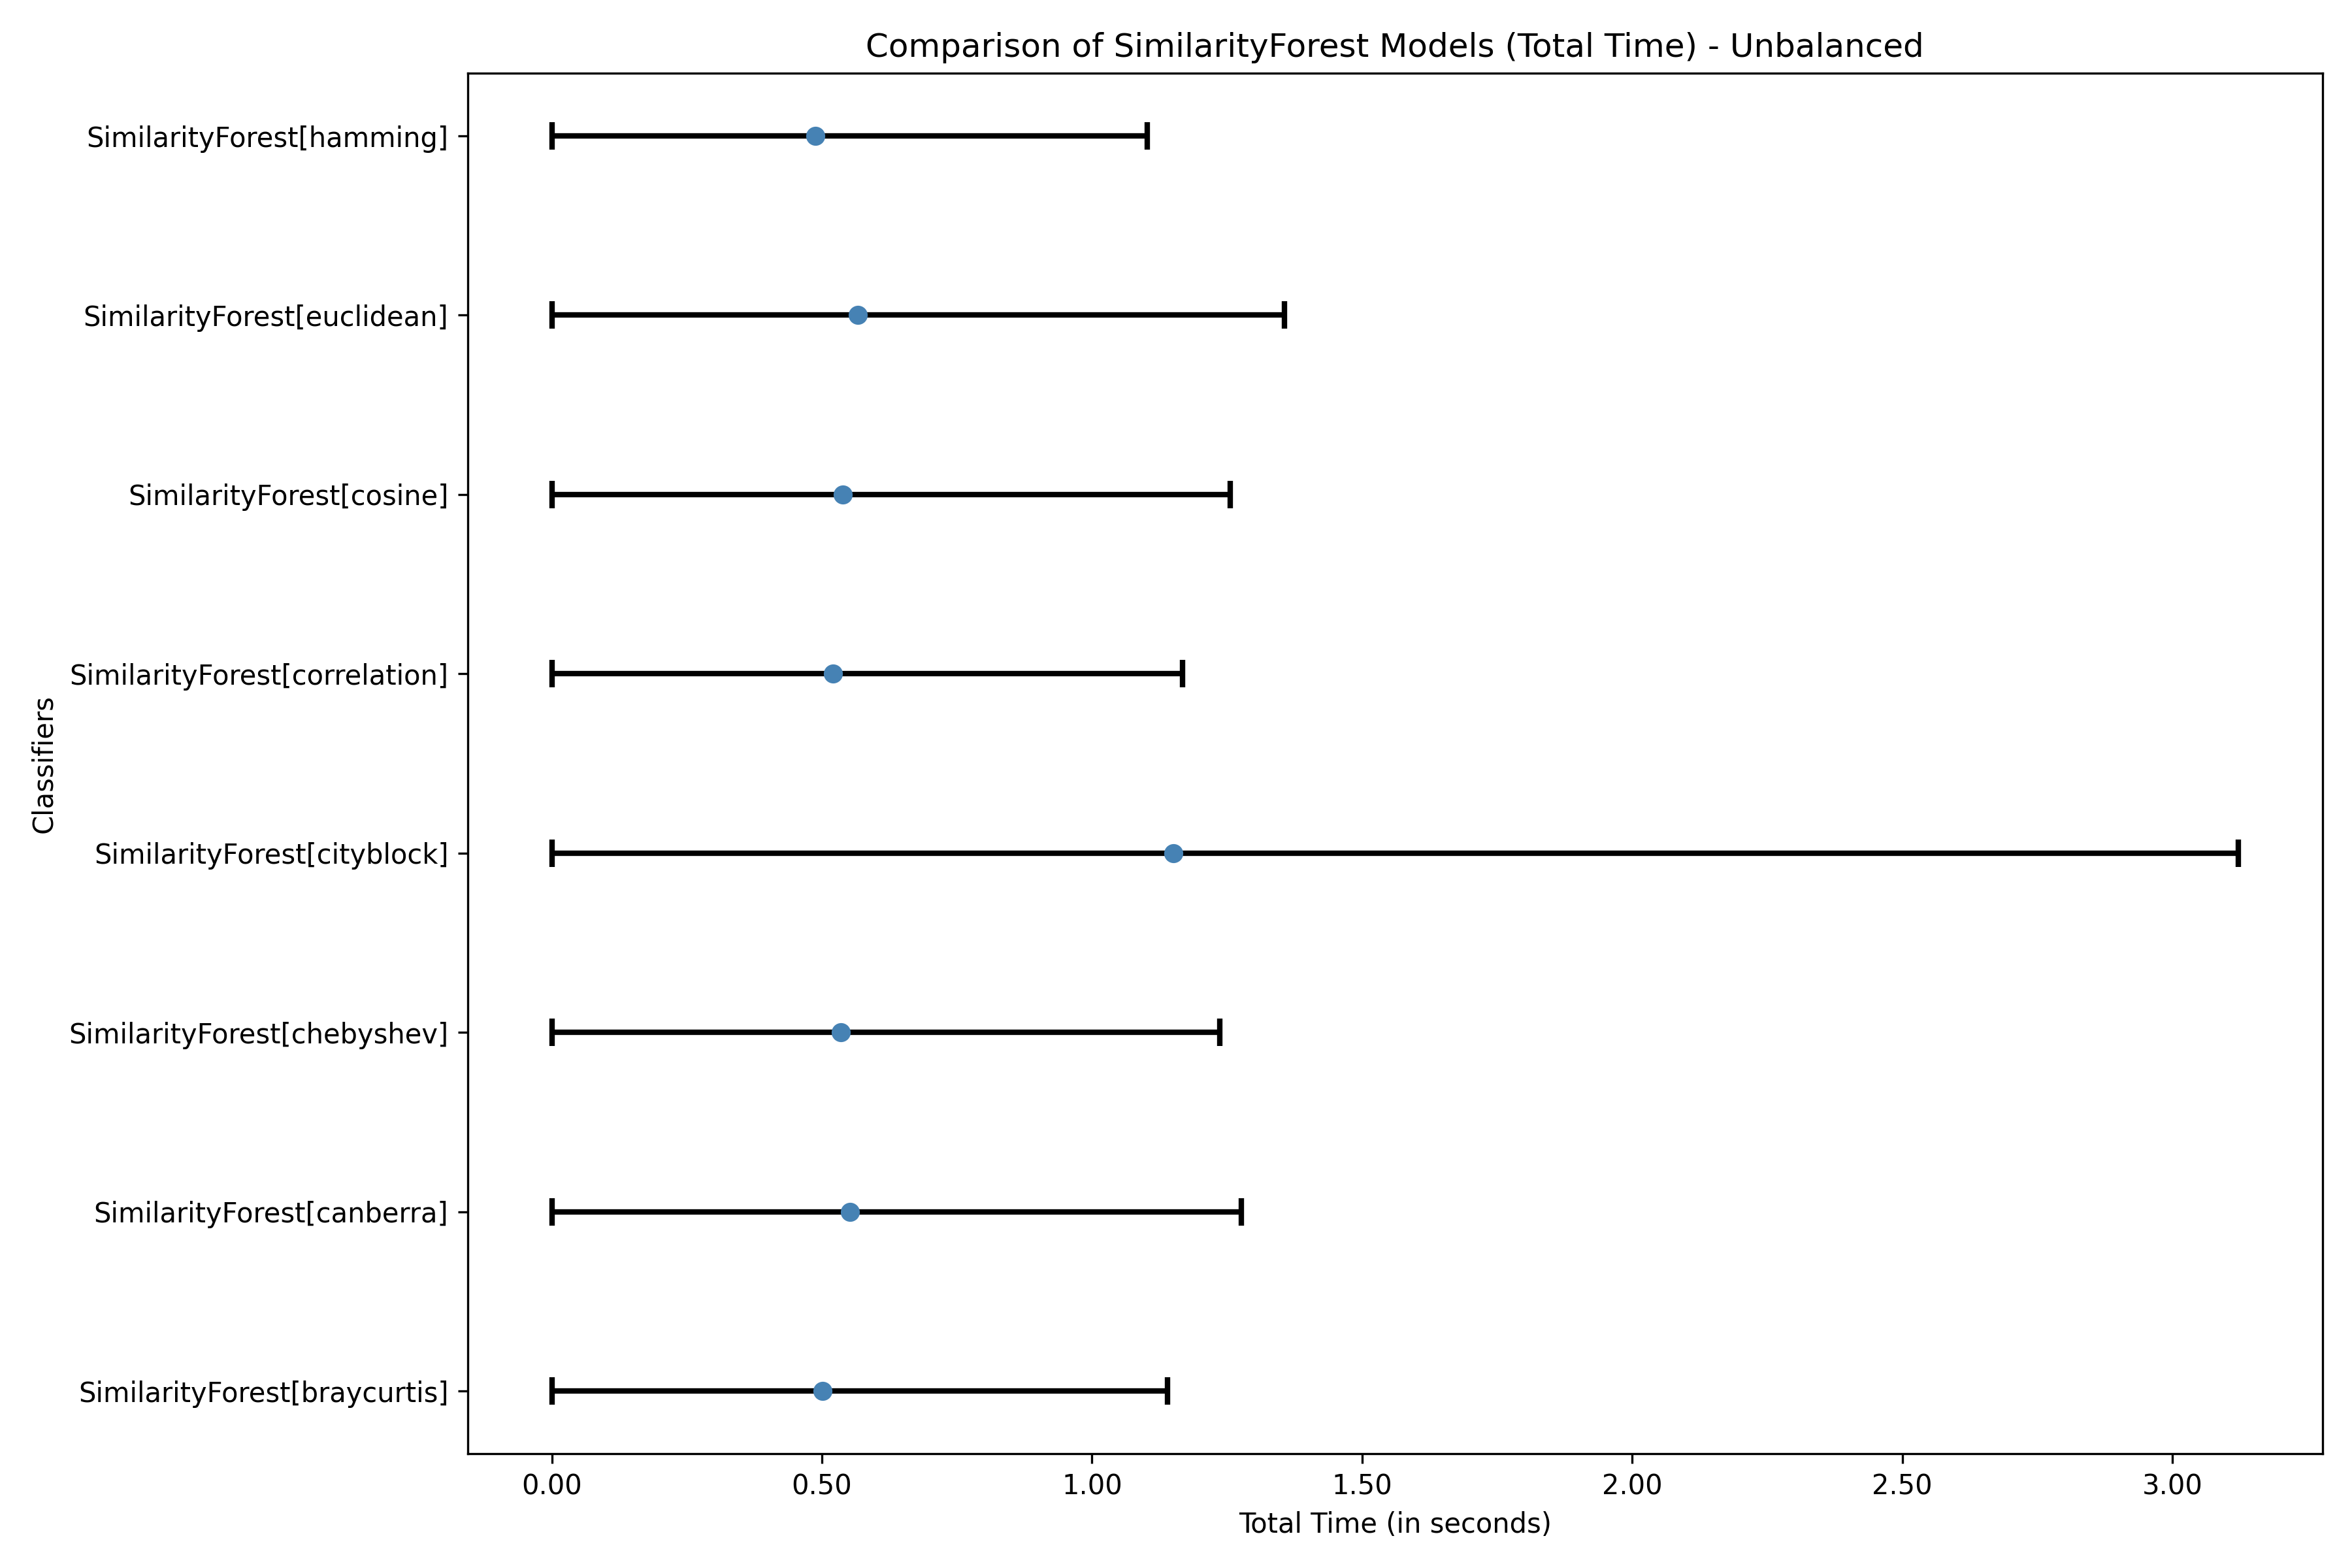 Comparison of SimilarityForest Models (Total Time) - Unbalanced
SimilarityForest[hamming]
SimilarityForest[euclidean]
SimilarityForest[cosine]
SimilarityForest[correlation]
SimilarityForest[cityblock]
SimilarityForest[chebyshev]
SimilarityForest[canberra]
SimilarityForest[braycurtis]
Classifiers
0.00 0.50 1.00 1.50 2.00 2.50 3.00
Total Time (in seconds)